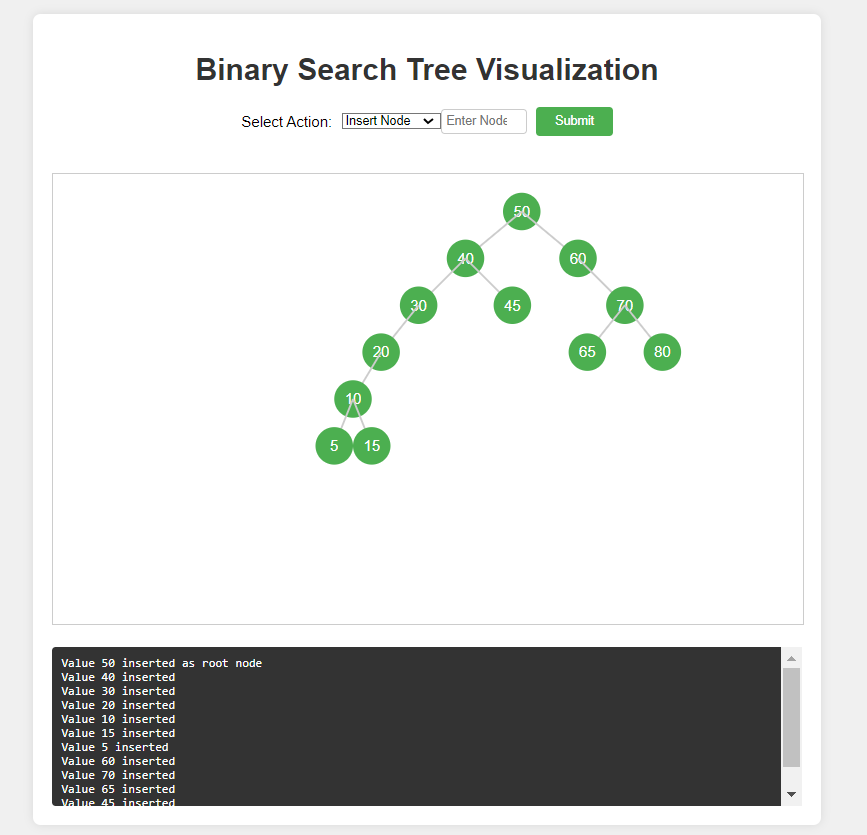 Binary Search Tree Visualization
Select Action: Insert Node Enter Node Submit
50
40 60
30 45 70
20 65 80
10
5 15
Value 50 inserted as root node
Value 40 inserted
Value 30 inserted
Value 20 inserted
Value 10 inserted
Value 15 inserted
Value 5 inserted
Value 60 inserted
Value 70 inserted
Value 65 inserted
Value 45 inserted